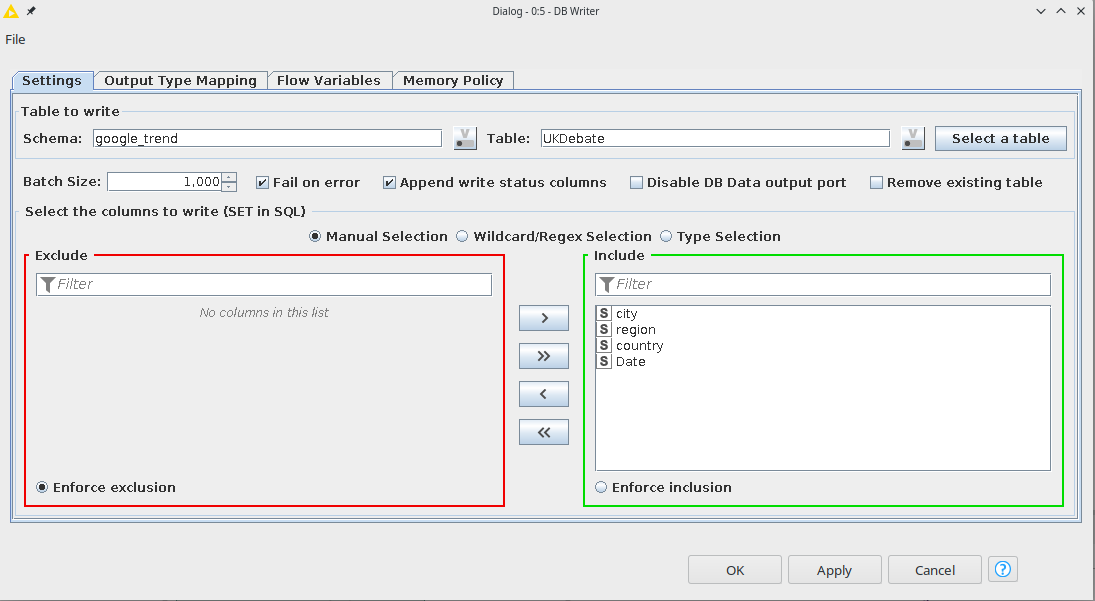 Dialog - 0:5 - DB Writer
File
Settings Output Type Mapping Flow Variables Memory Policy
Table to write
Schema: google_trend V Table: UKDebate V Select a table
Batch Size: 1,000 Fail on error Append write status columns Disable DB Data output port Remove existing table
Select the columns to write (SET in SQL)
Manual Selection Wildcard/Regex Selection Type Selection
Exclude
Filter
No columns in this list
Enforce exclusion
>
>>
<
<<
Include
Filter
S city
S region
S country
S Date
Enforce inclusion
OK Apply Cancel ?